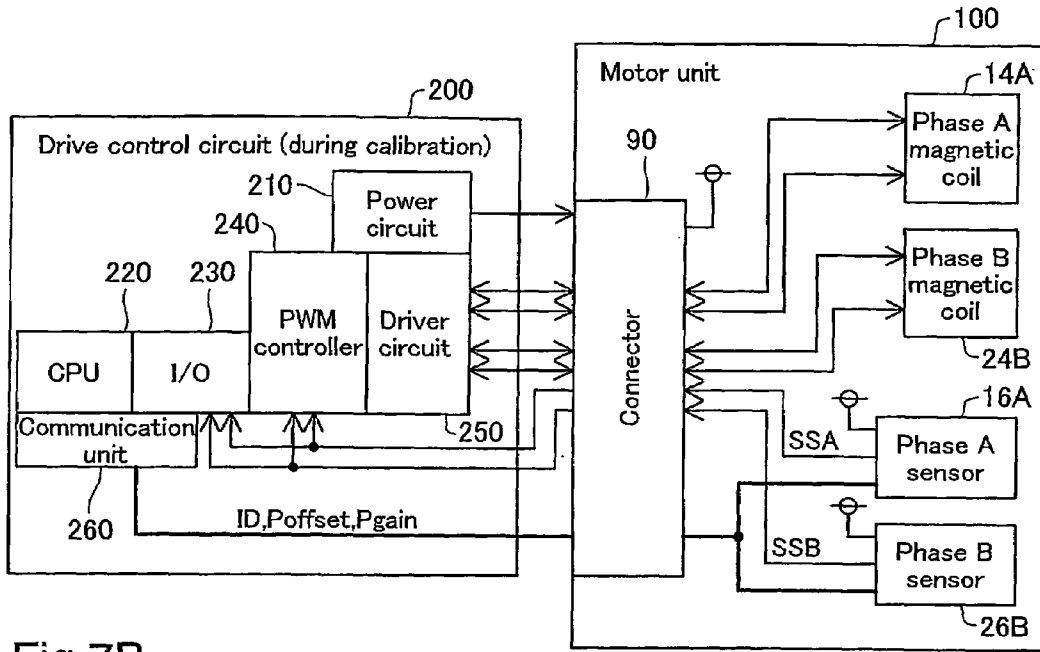 100
Motor unit
14A
Phase A
magnetic
coil
200
Drive control circuit (during calibration)
90
210
Power
circuit
240
Phase B
magnetic
coil
220
230
PWM
controller
Driver
circuit
CPU
I/O
Connector
24B
16A
Communication
unit
250
SSA
Phase A
sensor
260
ID,Poffset,Pgain
SSB
Phase B
sensor
26B
Fig.7B